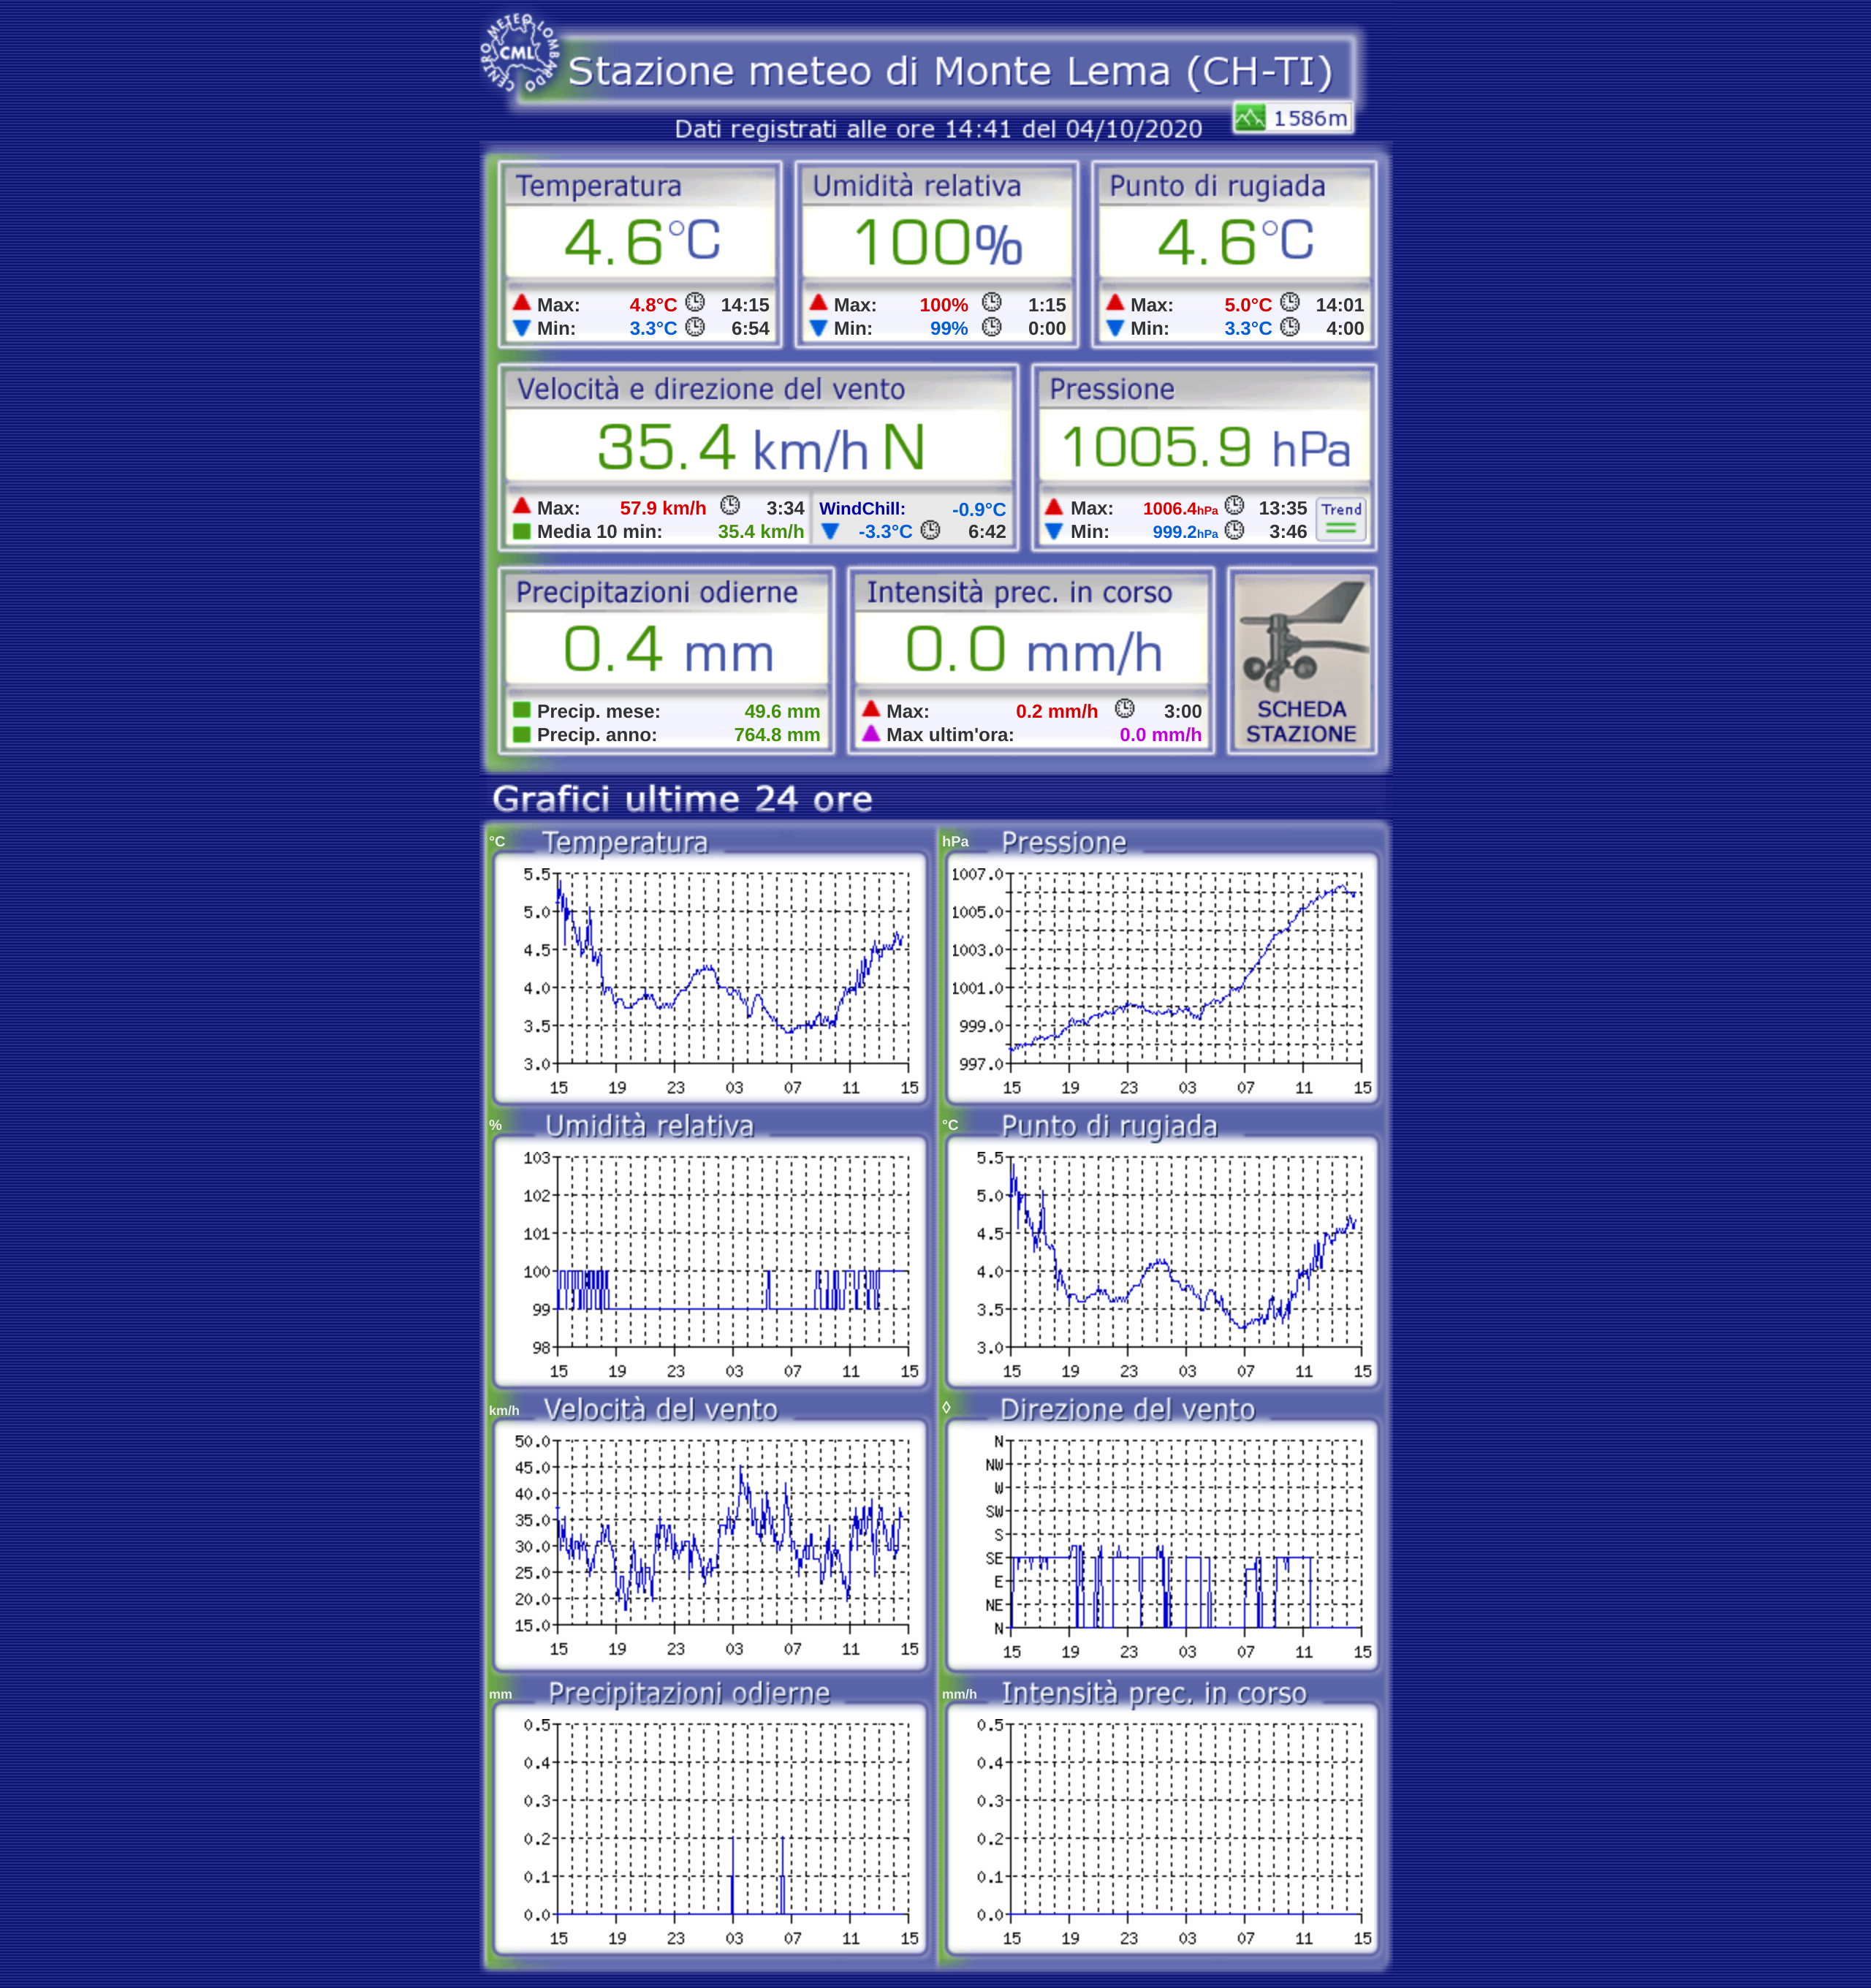 CENTRO METEO LOMBARDO
CML
Stazione meteo di Monte Lema (CH-TI)
1586m
Dati registrati alle ore 14:41 del 04/10/2020
Temperatura Umidità relativa Punto di rugiada
4.6°C 100% 4.6°C
Max: 4.8°C 14:15 Max: 100% 1:15 Max: 5.0°C 14:01
Min: 3.3°C 6:54 Min: 99% 0:00 Min: 3.3°C 4:00
Velocità e direzione del vento Pressione
35.4 km/h N 1005.9 hPa
Max: 57.9 km/h 3:34 WindChill: -0.9°C Max: 1006.4hPa 13:35 Trend
Media 10 min: 35.4 km/h -3.3°C 6:42 Min: 999.2hPa 3:46
Precipitazioni odierne Intensità prec. in corso
0.4 mm 0.0 mm/h
Precip. mese: 49.6 mm Max: 0.2 mm/h 3:00 SCHEDA
Precip. anno: 764.8 mm Max ultim'ora: 0.0 mm/h STAZIONE
Grafici ultime 24 ore
°C Temperatura
5.5
5.0
4.5
4.0
3.5
3.0
15 19 23 03 07 11 15
hPa Pressione
1007.0
1005.0
1003.0
1001.0
999.0
997.0
15 19 23 03 07 11 15
% Umidità relativa
103
102
101
100
99
98
15 19 23 03 07 11 15
°C Punto di rugiada
5.5
5.0
4.5
4.0
3.5
3.0
15 19 23 03 07 11 15
km/h Velocità del vento
50.0
45.0
40.0
35.0
30.0
25.0
20.0
15.0
15 19 23 03 07 11 15
◊ Direzione del vento
N
NW
W
SW
S
SE
E
NE
N
15 19 23 03 07 11 15
mm Precipitazioni odierne
0.5
0.4
0.3
0.2
0.1
0.0
15 19 23 03 07 11 15
mm/h Intensità prec. in corso
0.5
0.4
0.3
0.2
0.1
0.0
15 19 23 03 07 11 15